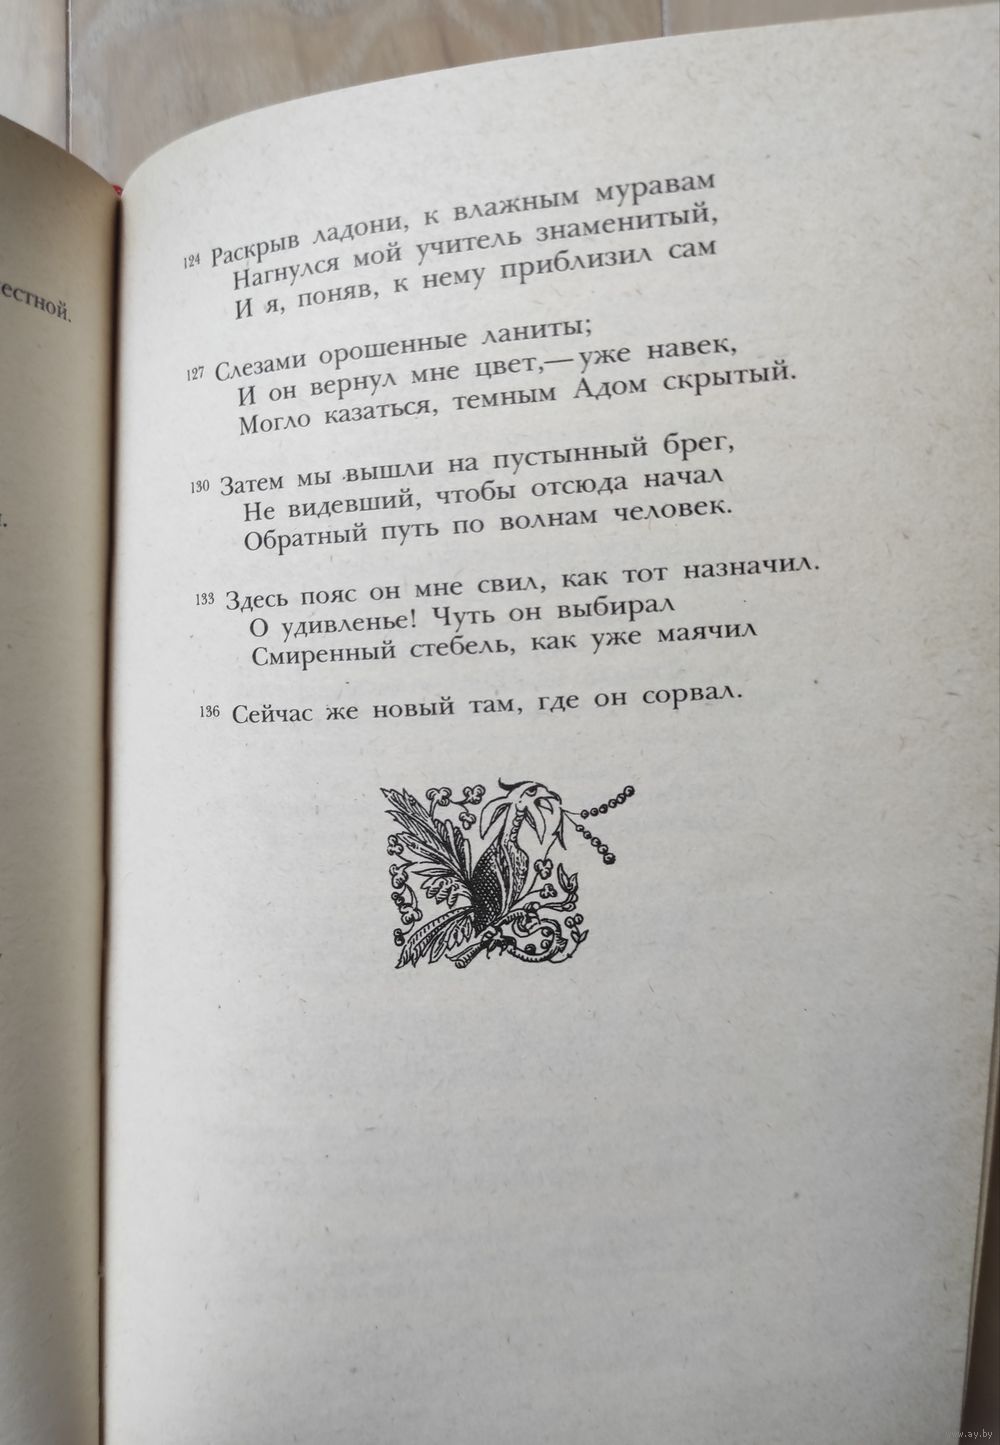 естной.
124 Раскрыв ладони, к влажным муравам
Нагнулся мой учитель знаменитый,
И я, поняв, к нему приблизил сам
127 Слезами орошенные ланиты;
И он вернул мне цвет,— уже навек,
Могло казаться, темным Адом скрытый.
130 Затем мы вышли на пустынный брег,
Не видевший, чтобы отсюда начал
Обратный путь по волнам человек.
133 Здесь пояс он мне свил, как тот назначил.
О удивленье! Чуть он выбирал
Смиренный стебель, как уже маячил
136 Сейчас же новый там, где он сорвал.
www.ay.by